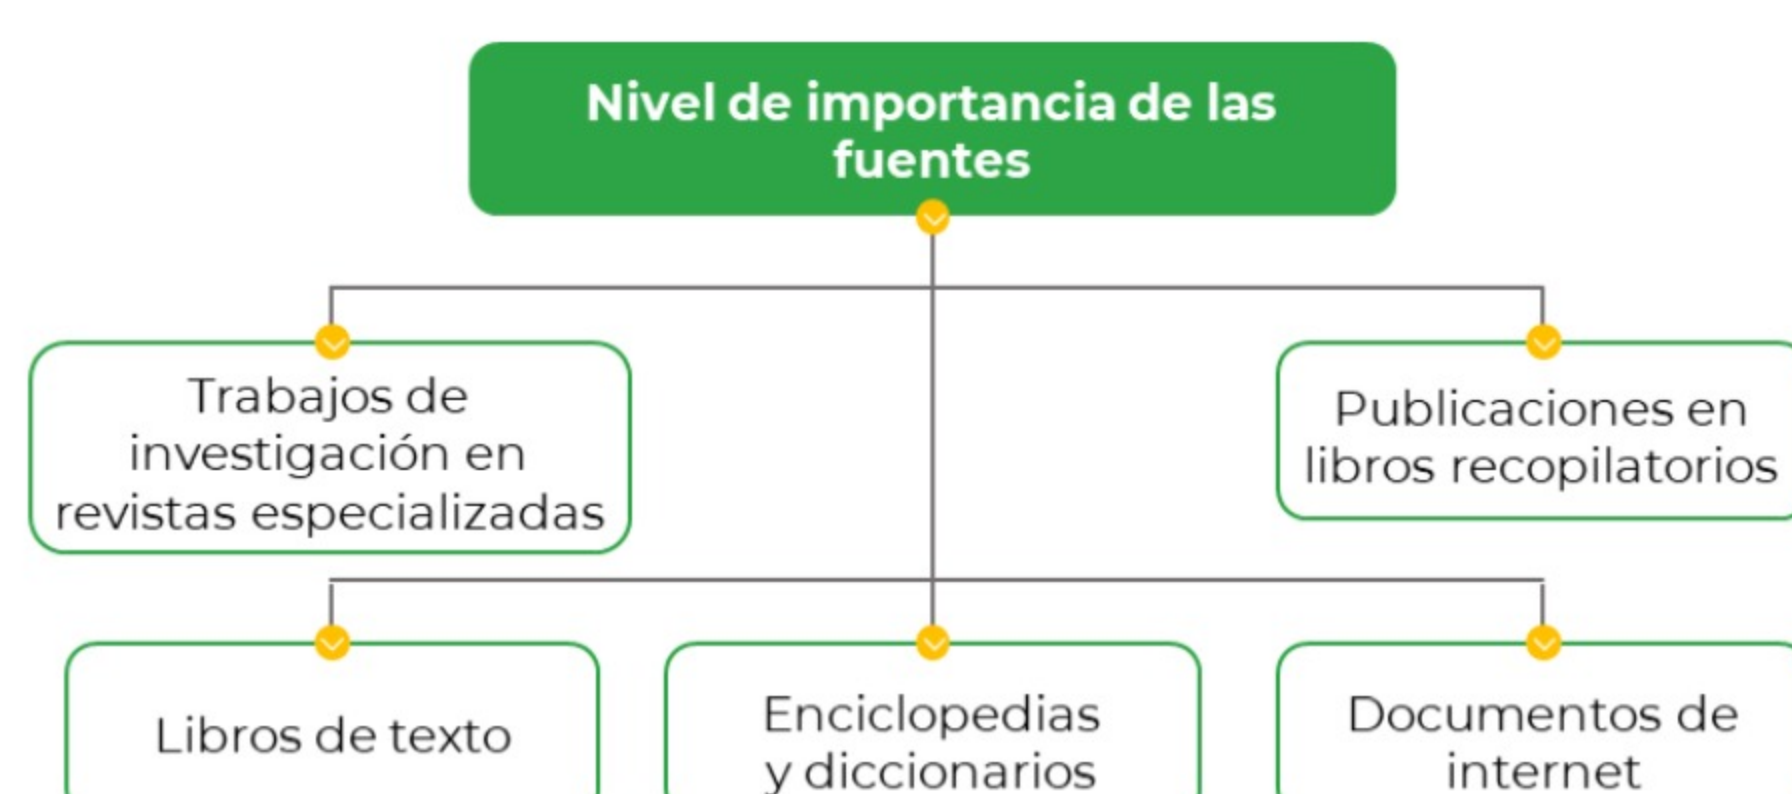 Nivel de importancia de las
fuentes
Trabajos de
investigación en
revistas especializadas
Publicaciones en
libros recopilatorios
Libros de texto
Enciclopedias
y diccionarios
Documentos de
internet